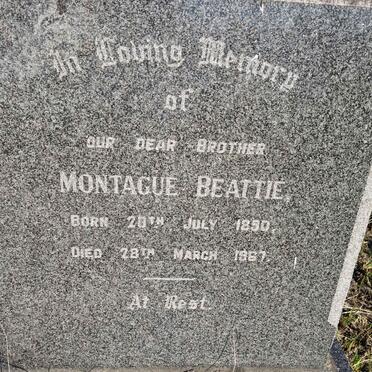 In Loving Memory
of
OUR DEAR BROTHER
MONTAGUE BEATTIE,
BORN 20TH JULY 1890,
DIED 28TH MARCH 1967.
At Rest.